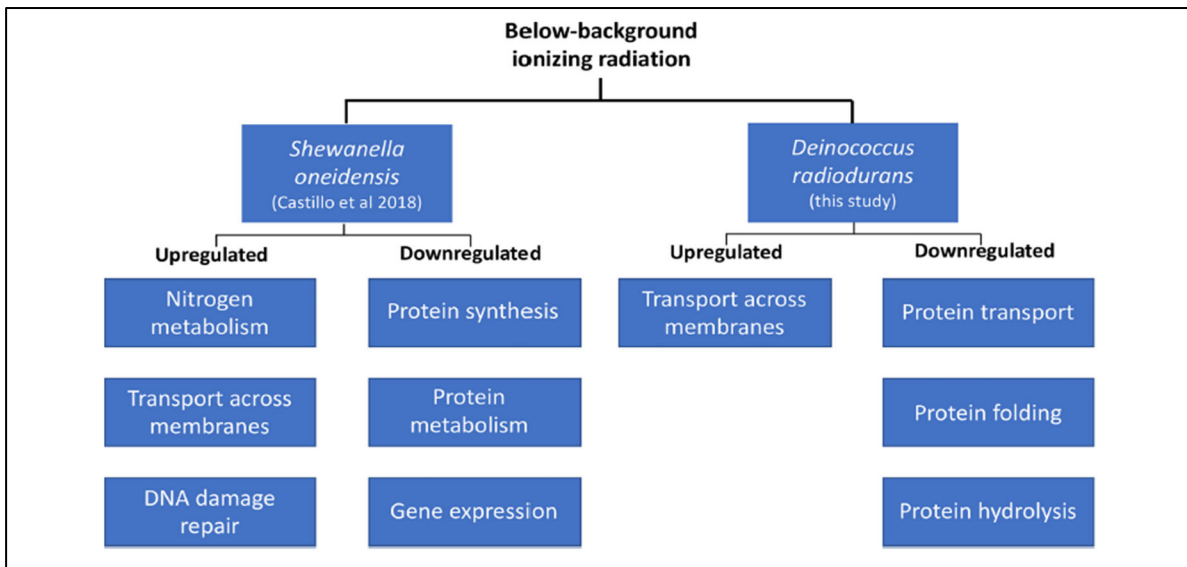 Below-background
ionizing radiation
Shewanella
oneidensis
(Castillo et al 2018)
Deinococcus
radiodurans
(this study)
Upregulated
Downregulated
Upregulated
Downregulated
Nitrogen
metabolism
Protein synthesis
Transport across
membranes
Protein transport
Transport across
membranes
Protein
metabolism
Protein folding
DNA damage
repair
Gene expression
Protein hydrolysis